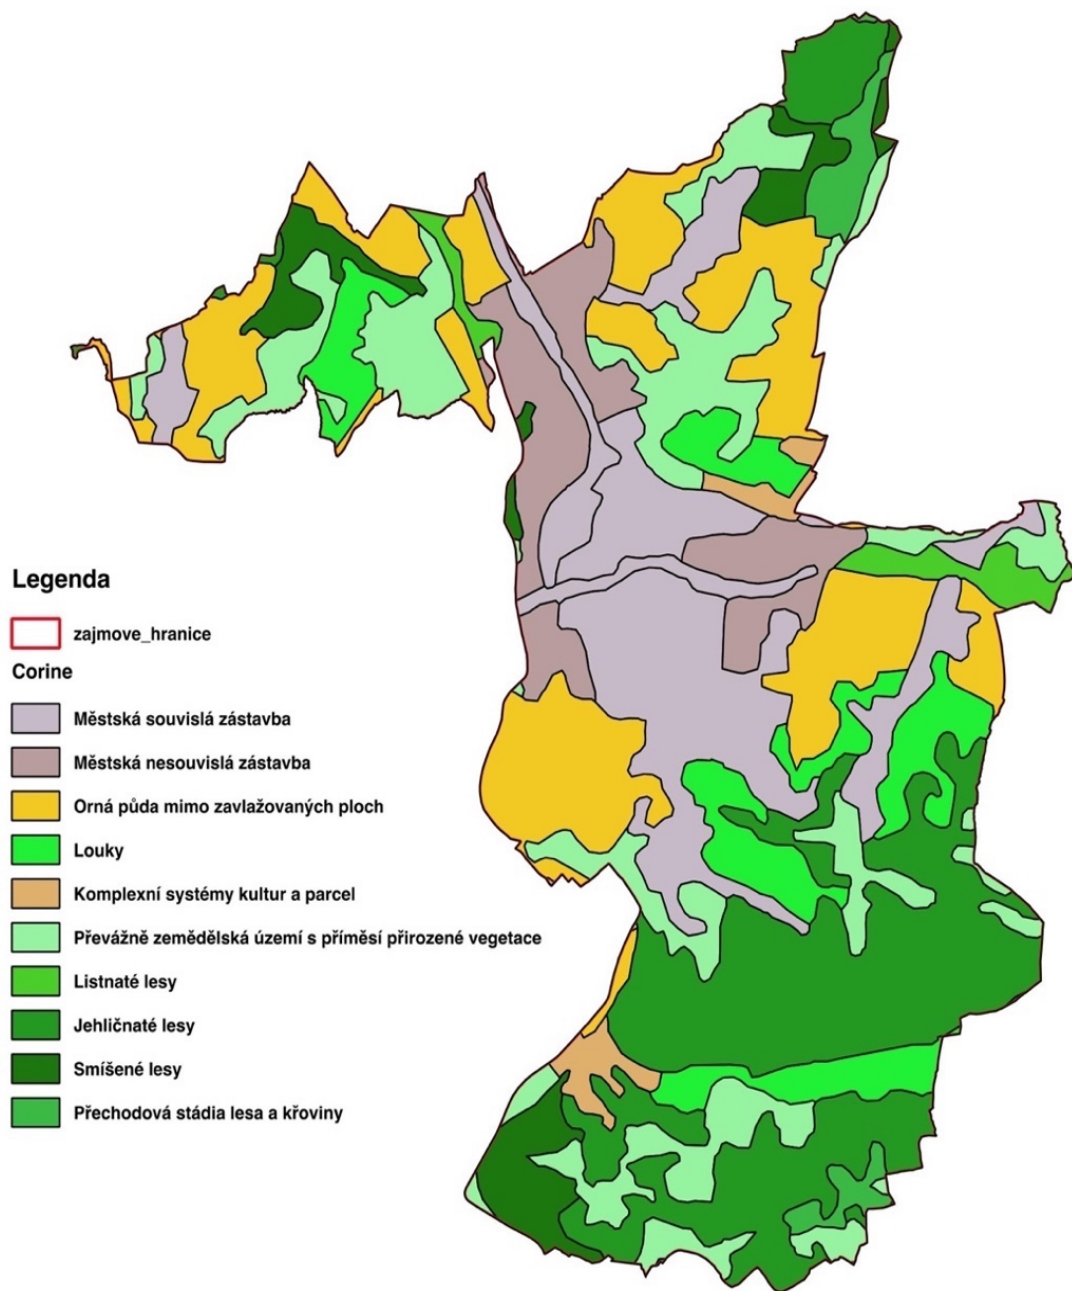 Legenda
zajmove_hranice
Corine
Městská souvislá zástavba
Městská nesouvislá zástavba
Orná půda mimo zavlažovaných ploch
Louky
Komplexní systémy kultur a parcel
Převážně zemědělská území s příměsí přirozené vegetace
Listnaté lesy
Jehličnaté lesy
Smíšené lesy
Přechodová stádia lesa a křoviny